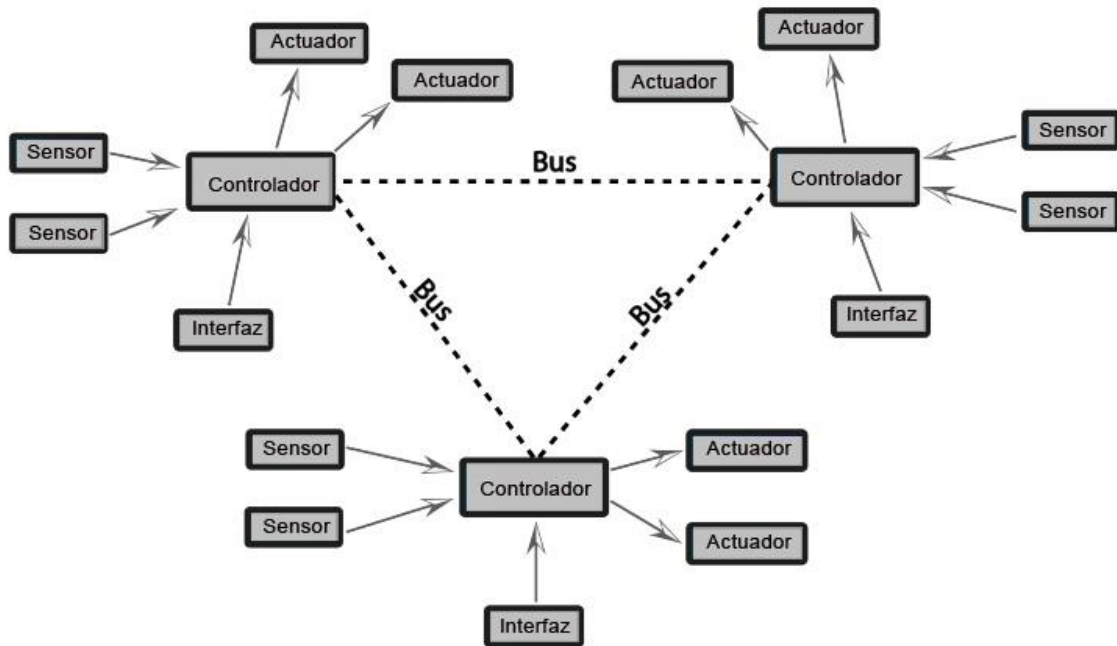 Actuador
Actuador
Sensor
Sensor
Controlador
Interfaz
Bus
Actuador
Actuador
Controlador
Sensor
Sensor
Interfaz
Bus
Bus
Sensor
Sensor
Controlador
Actuador
Actuador
Interfaz